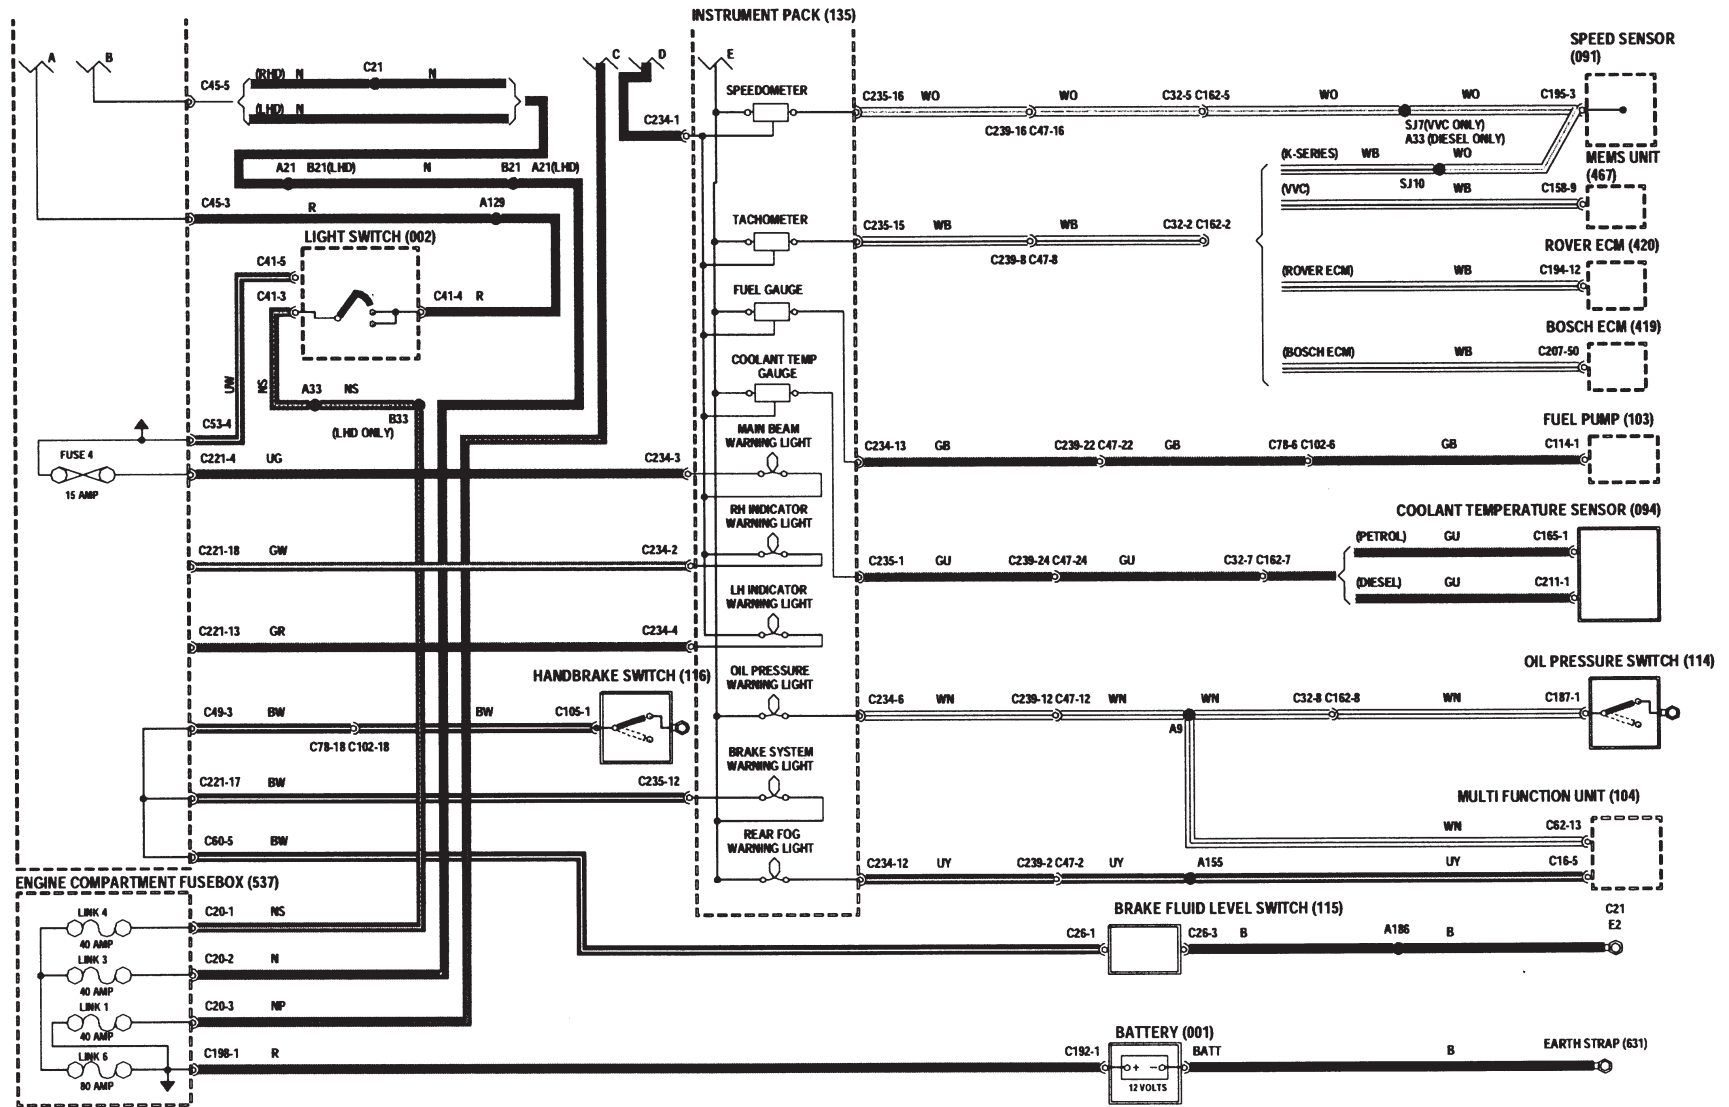 INSTRUMENT PACK (135)
SPEED SENSOR
(091)
A
B
C
D
E
C45-5
(RHD) N
C21
N
(LHD) N
C234-1
SPEEDOMETER
C235-16 WO
WO
C32-5 C162-5
WO
WO
C195-3
C239-16 C47-16
SJ7(VVC ONLY)
A33 (DIESEL ONLY)
A21 B21(LHD)
N
B21 A21(LHD)
(K-SERIES) WB
WO
MEMS UNIT
(467)
SJ10
(VVC)
WB
C158-9
C45-3
R
A129
TACHOMETER
C235-15 WB
WB
C32-2 C162-2
C239-8 C47-8
LIGHT SWITCH (002)
ROVER ECM (420)
C41-5
(ROVER ECM)
WB
C194-12
C41-3
C41-4 R
FUEL GAUGE
BOSCH ECM (419)
(BOSCH ECM)
WB
C207-50
COOLANT TEMP
GAUGE
UW
NS
A33 NS
B33
(LHD ONLY)
C53-4
MAIN BEAM
WARNING LIGHT
FUEL PUMP (103)
C234-13 GB
C239-22 C47-22 GB
C78-6 C102-6
GB
C114-1
FUSE 4
15 AMP
C221-4 UG
C234-3
RH INDICATOR
WARNING LIGHT
COOLANT TEMPERATURE SENSOR (094)
(PETROL) GU
C165-1
C221-18 GW
C234-2
C235-1 GU
C239-24 C47-24 GU
C32-7 C162-7
(DIESEL) GU
C211-1
LH INDICATOR
WARNING LIGHT
C221-13 GR
C234-4
HANDBRAKE SWITCH (116)
OIL PRESSURE
WARNING LIGHT
OIL PRESSURE SWITCH (114)
C49-3 BW
BW
C105-1
C234-6 WN
C239-12 C47-12 WN
WN
C32-8 C162-8
WN
C187-1
C78-18 C102-18
A9
BRAKE SYSTEM
WARNING LIGHT
C221-17 BW
C235-12
MULTI FUNCTION UNIT (104)
WN
C62-13
C60-5 BW
REAR FOG
WARNING LIGHT
C234-12 UY
C239-2 C47-2 UY
A155
UY
C16-5
ENGINE COMPARTMENT FUSEBOX (537)
LINK 4
40 AMP
C20-1 NS
BRAKE FLUID LEVEL SWITCH (115)
C26-1
C26-3 B
A186
B
C21
E2
LINK 3
40 AMP
C20-2 N
LINK 1
40 AMP
C20-3 NP
LINK 6
80 AMP
C198-1 R
BATTERY (001)
C192-1
+ -
12 VOLTS
BATT
B
EARTH STRAP (631)